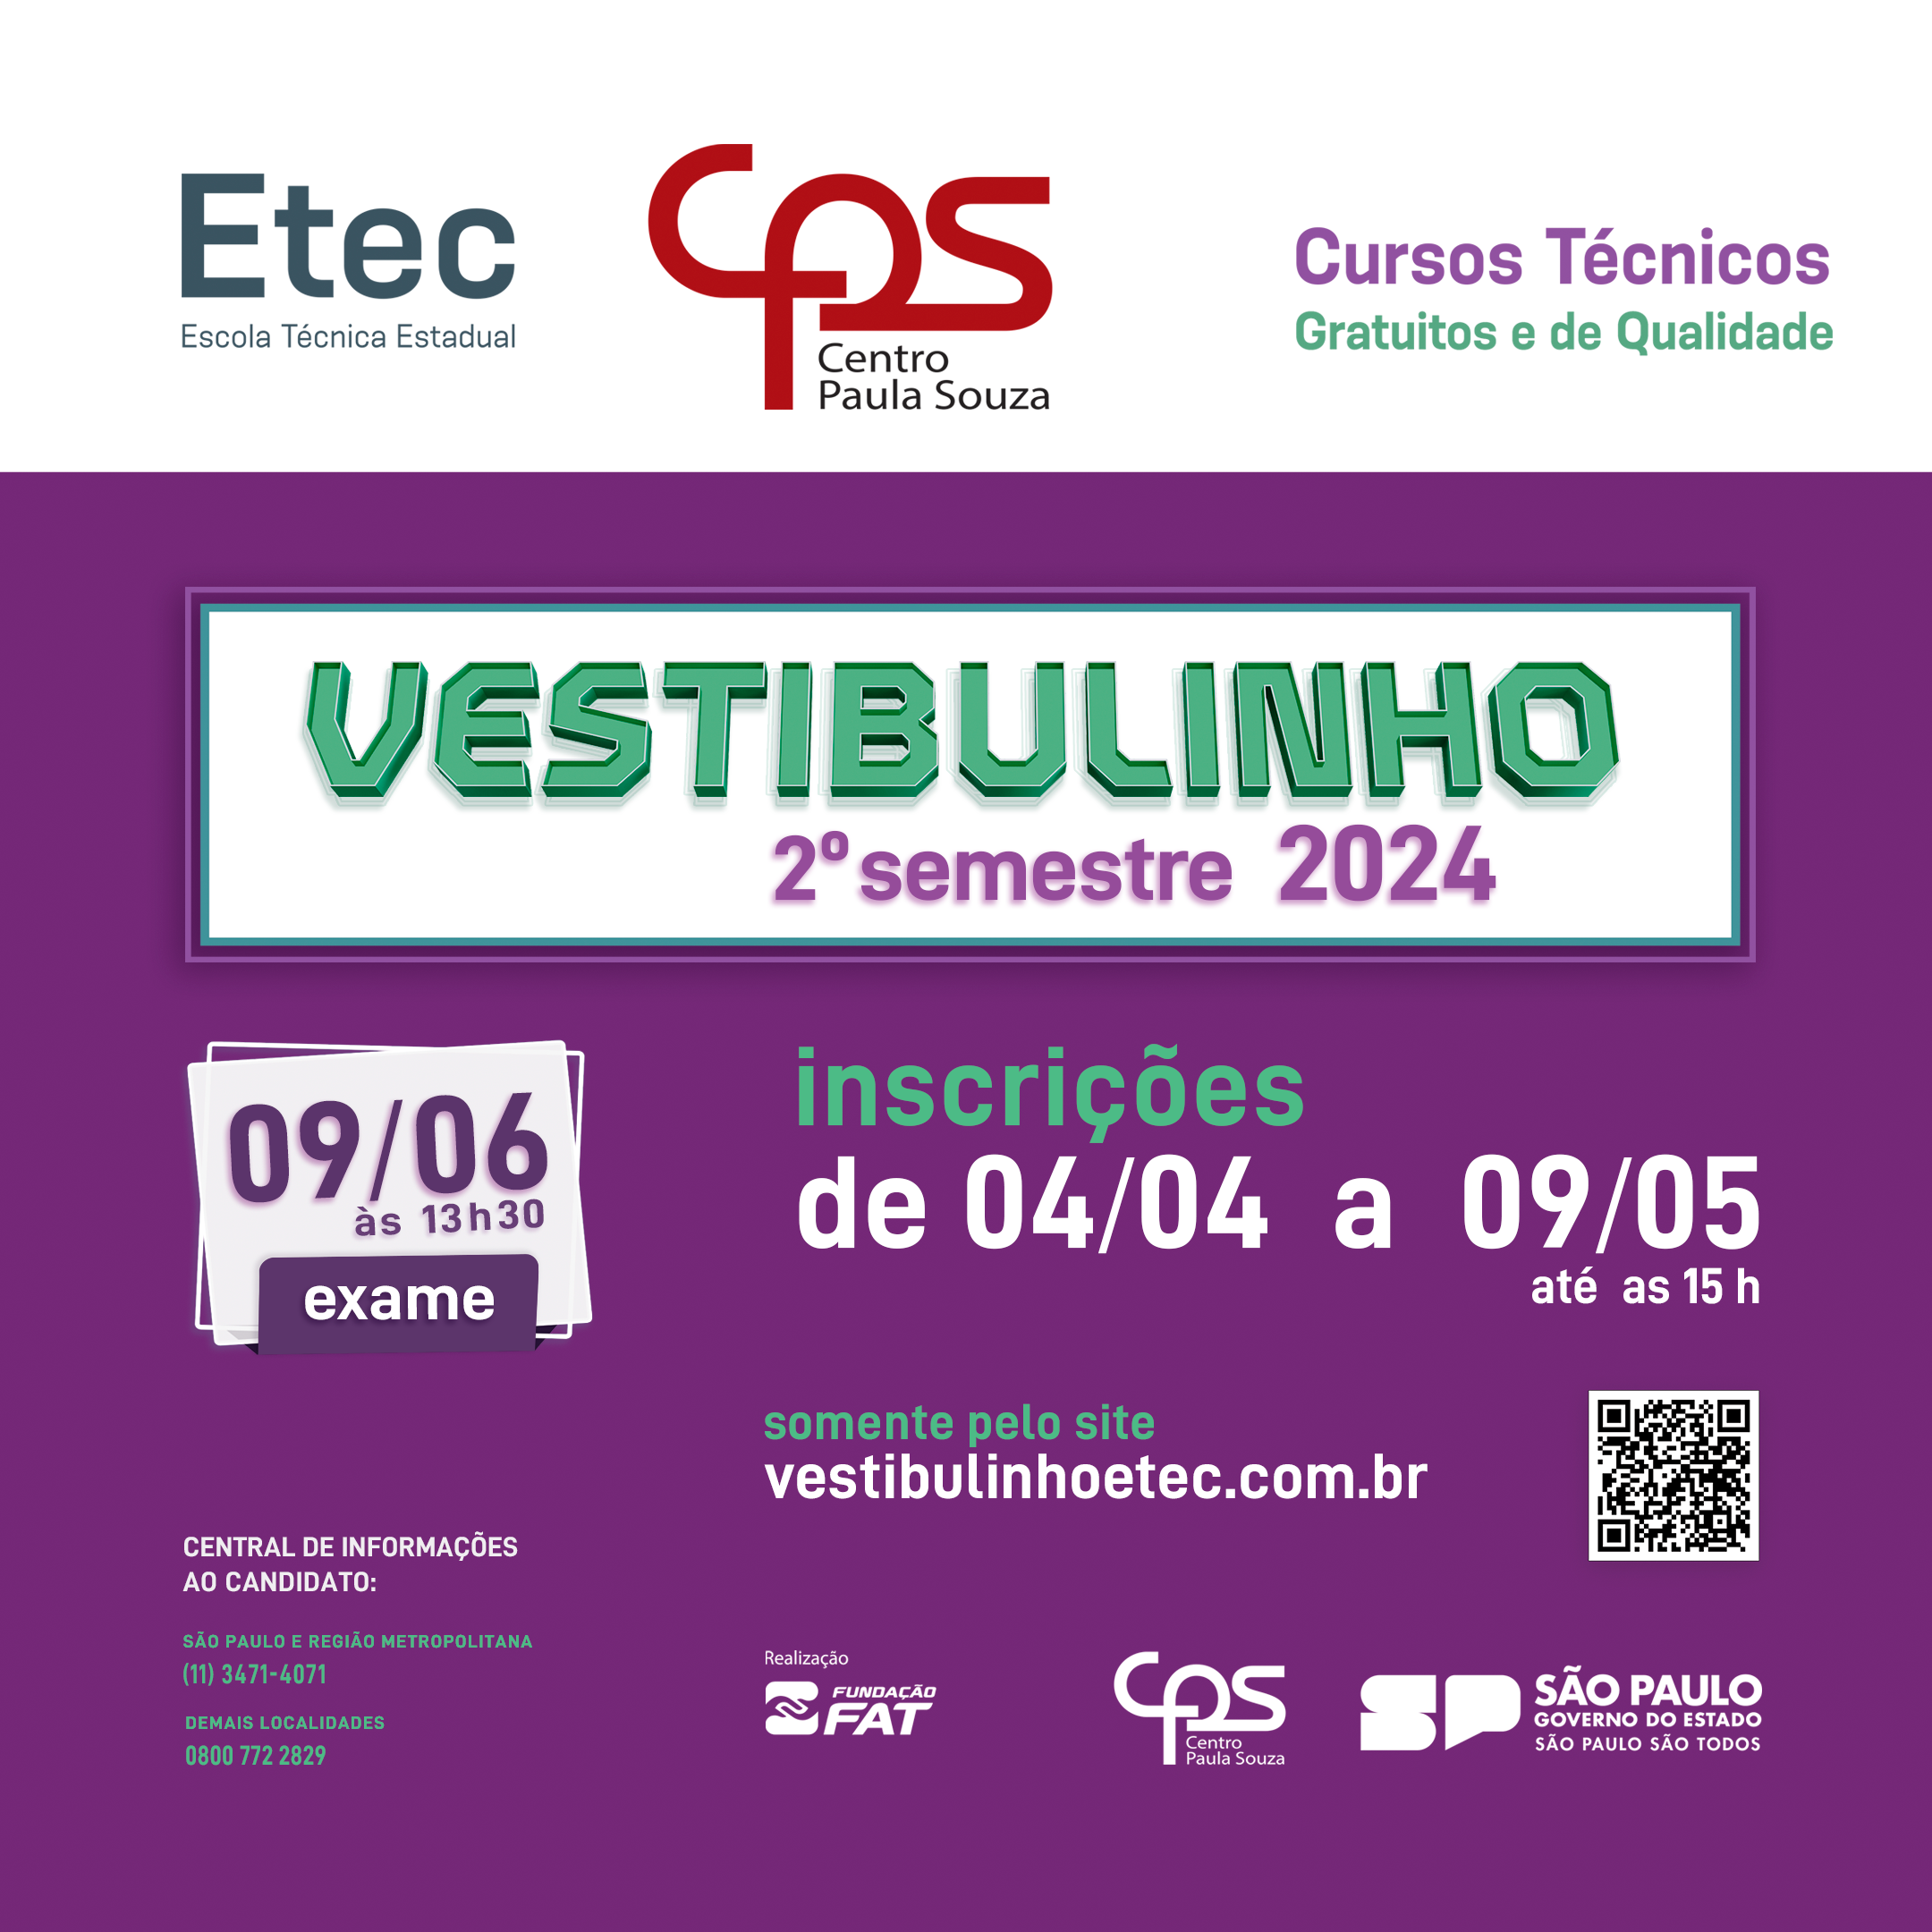 Etec
Escola Técnica Estadual
cps
Centro
Paula Souza
Cursos Técnicos
Gratuitos e de Qualidade
VESTIBULINHO
2º semestre 2024
09/06
às 13h30
exame
inscrições
de 04/04 a 09/05
até as 15 h
somente pelo site
vestibulinhoetec.com.br
CENTRAL DE INFORMAÇÕES
AO CANDIDATO:
SÃO PAULO E REGIÃO METROPOLITANA
(11) 3471-4071
DEMAIS LOCALIDADES
0800 772 2829
Realização
FUNDAÇÃO
FAT
cps
Centro
Paula Souza
SP
SÃO PAULO
GOVERNO DO ESTADO
SÃO PAULO SÃO TODOS